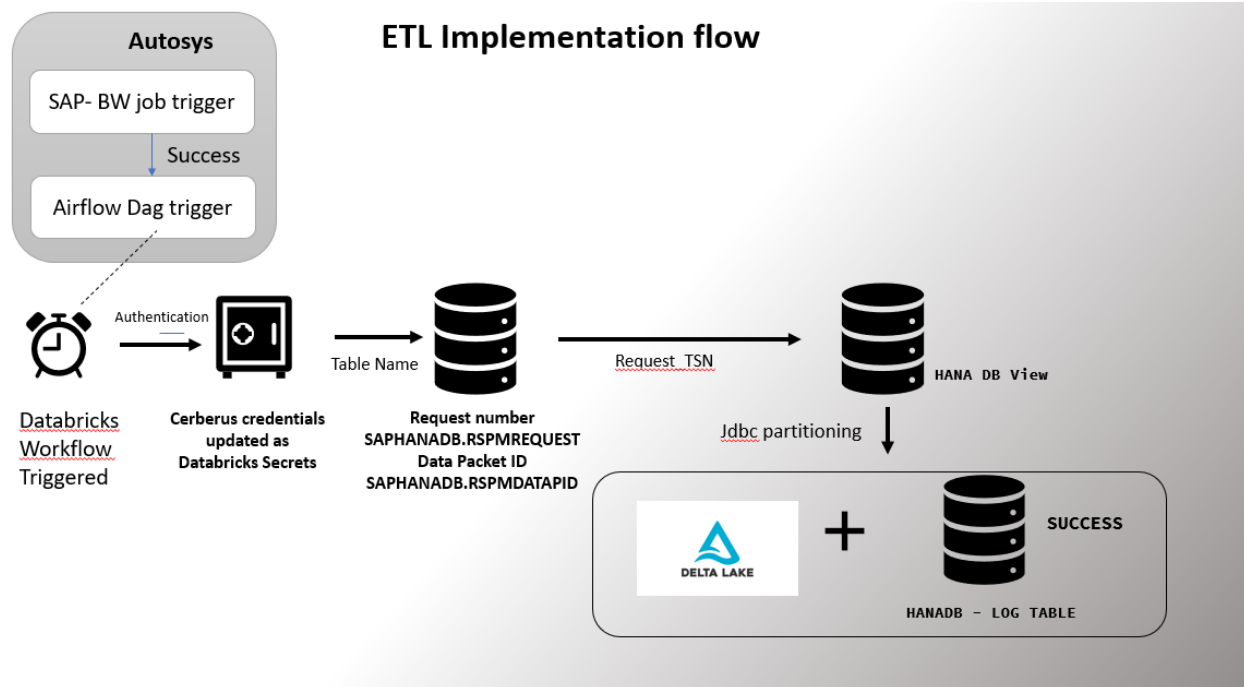 Autosys
ETL Implementation flow
SAP- BW job trigger
Success
Airflow Dag trigger
Authentication
Table Name
Request_TSN
HANA DB View
Databricks
Workflow
Triggered
Cerberus credentials
updated as
Databricks Secrets
Request number
SAPHANADB.RSPMREQUEST
Data Packet ID
SAPHANADB.RSPMDATAPID
Jdbc partitioning
DELTA LAKE
SUCCESS
HANADB – LOG TABLE